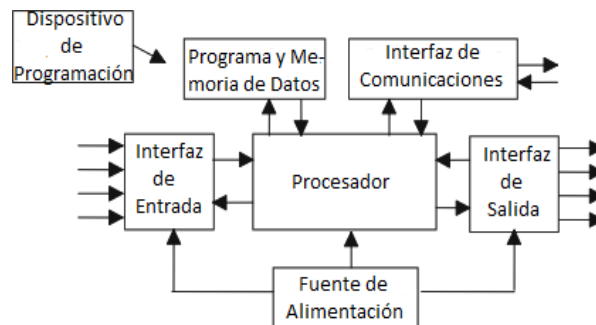 Dispositivo
de
Programación
Programa y Me-
moria de Datos
Interfaz de
Comunicaciones
Interfaz
de
Entrada
Procesador
Interfaz
de
Salida
Fuente de
Alimentación